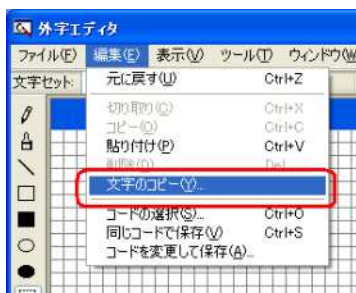 外字エディタ
ファイル(F) 編集(E) 表示(V) ツール(T) ウィンドウ(W
文字セット:
元に戻す(U) Ctrl+Z
切り取り(C) Ctrl+X
コピー(O) Ctrl+C
貼り付け(P) Ctrl+V
削除(D) Del
文字のコピー(Y)...
コードの選択(S)... Ctrl+O
同じコードで保存(V) Ctrl+S
コードを変更して保存(A)...